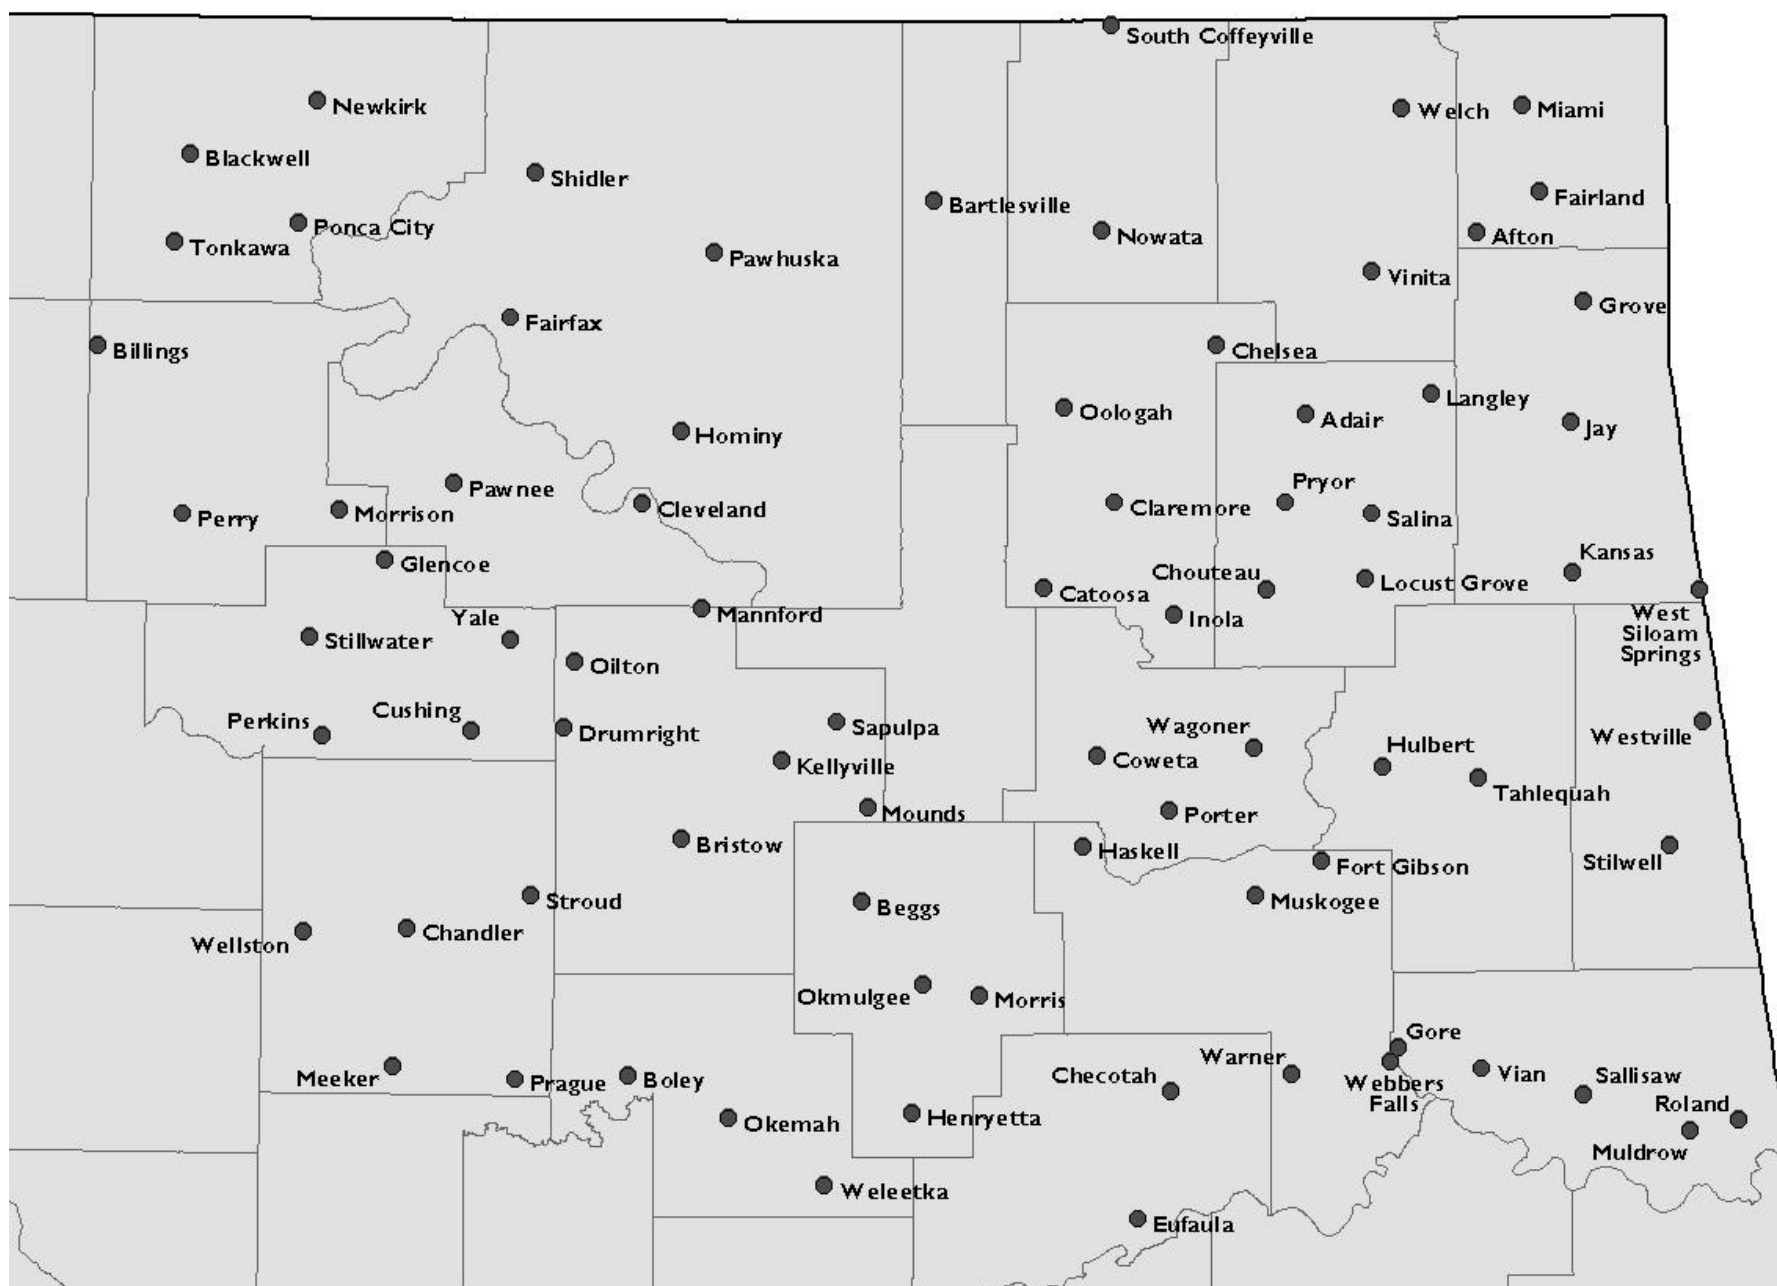 South Coffeyville
Newkirk
Welch
Miami
Blackwell
Shidler
Bartlesville
Fairland
Ponca City
Tonkawa
Nowata
Afton
Pawhuska
Vinita
Grove
Fairfax
Billings
Chelsea
Langley
Oologah
Adair
Jay
Hominy
Pryor
Pawnee
Perry
Morrison
Cleveland
Claremore
Salina
Kansas
Glencoe
Chouteau
Locust Grove
Catoosa
Yale
Mannford
Inola
West
Siloam
Springs
Stillwater
Oilton
Perkins
Cushing
Drumright
Sapulpa
Wagoner
Westville
Hulbert
Kellyville
Coweta
Tahlequah
Mounds
Porter
Bristow
Haskell
Fort Gibson
Stilwell
Stroud
Beggs
Muskogee
Wellston
Chandler
Okmulgee
Morris
Gore
Meeker
Prague
Boley
Checotah
Warner
Webbers
Falls
Vian
Sallisaw
Roland
Okemah
Henryetta
Muldrow
Weleetka
Eufaula